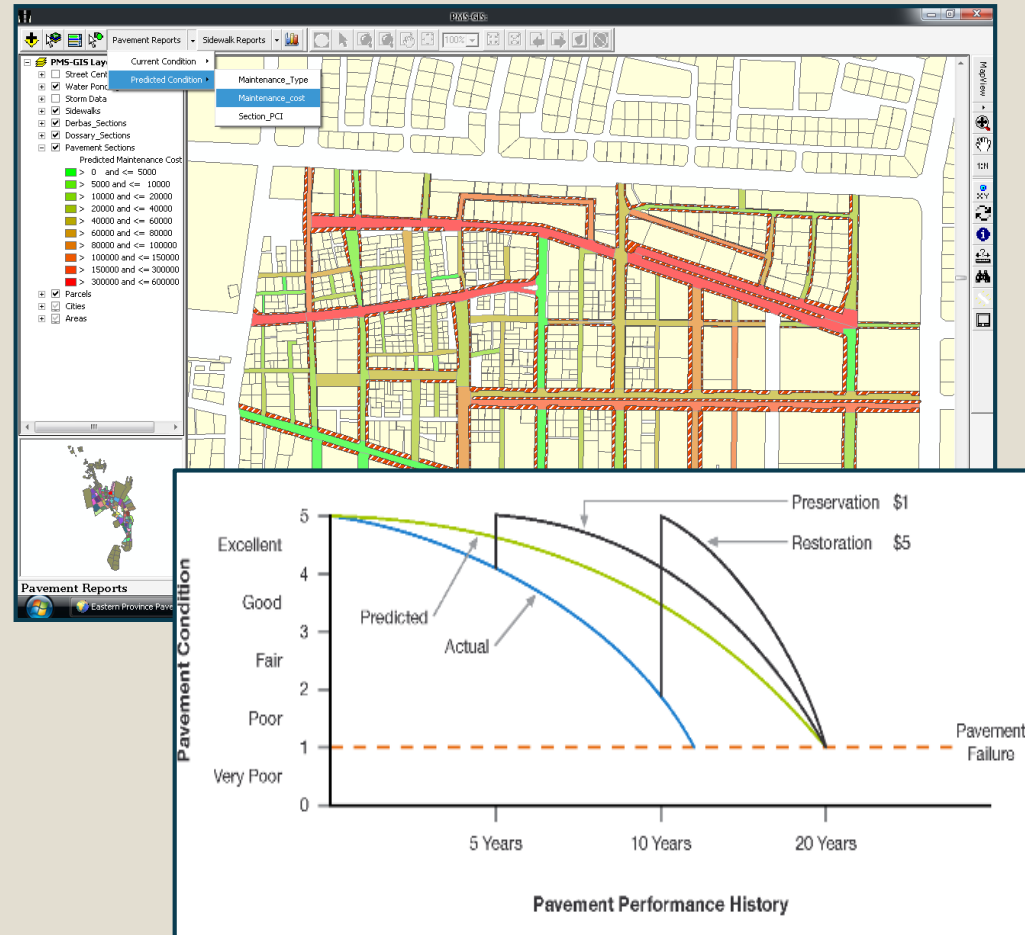 PMS-GIS:
Pavement Reports
Sidewalk Reports
100%
PMS-GIS Lay
Current Condition
Street Cent
Predicted Condition
Maintenance_Type
Water Ponc
Maintenance_cost
Storm Data
Section_PCI
Sidewalks
Derbas_Sections
Dossary_Sections
Pavement Sections
Predicted Maintenance Cost
> 0 and <= 5000
> 5000 and <= 10000
> 10000 and <= 20000
> 20000 and <= 40000
> 40000 and <= 60000
> 60000 and <= 80000
> 80000 and <= 100000
> 100000 and <= 150000
> 150000 and <= 300000
> 300000 and <= 600000
Parcels
Cities
Areas
MapView
1:N
X:Y
Pavement Reports
Eastern Province Pave
Pavement Condition
5
Excellent
4
Good
3
Fair
2
Poor
1
Very Poor
0
Preservation $1
Restoration $5
Predicted
Actual
Pavement
Failure
5 Years
10 Years
20 Years
Pavement Performance History